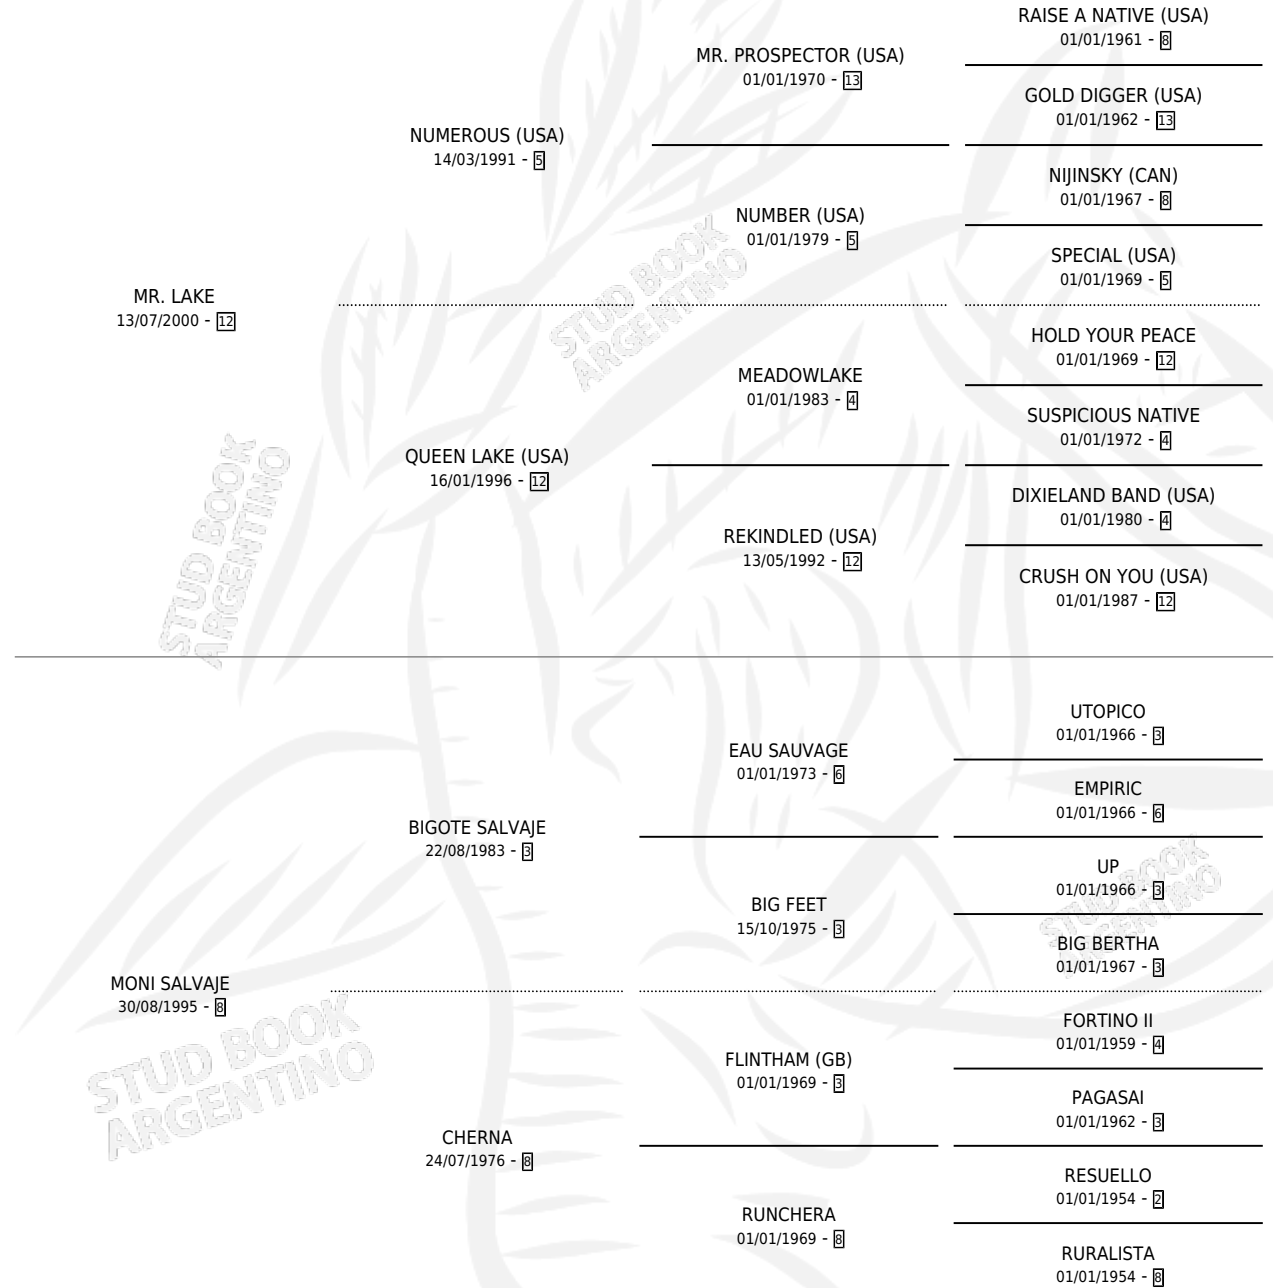 RAISE A NATIVE (USA)
01/01/1961 - 8
MR. PROSPECTOR (USA)
01/01/1970 - 13
GOLD DIGGER (USA)
01/01/1962 - 13
NUMEROUS (USA)
14/03/1991 - 5
NIJINSKY (CAN)
01/01/1967 - 8
NUMBER (USA)
01/01/1979 - 5
SPECIAL (USA)
01/01/1969 - 5
STUD BOOK
ARGENTINO
MR. LAKE
13/07/2000 - 12
HOLD YOUR PEACE
01/01/1969 - 12
MEADOWLAKE
01/01/1983 - 4
SUSPICIOUS NATIVE
01/01/1972 - 4
QUEEN LAKE (USA)
16/01/1996 - 12
DIXIELAND BAND (USA)
01/01/1980 - 4
REKINDLED (USA)
13/05/1992 - 12
CRUSH ON YOU (USA)
01/01/1987 - 12
STUD BOOK
ARGENTINO
UTOPICO
01/01/1966 - 3
EAU SAUVAGE
01/01/1973 - 6
EMPIRIC
01/01/1966 - 6
BIGOTE SALVAJE
22/08/1983 - 3
UP
01/01/1966 - 3
BIG FEET
15/10/1975 - 3
BIG BERTHA
01/01/1967 - 3
STUD BOOK
ARGENTINO
MONI SALVAJE
30/08/1995 - 8
FORTINO II
01/01/1959 - 4
FLINTHAM (GB)
01/01/1969 - 3
PAGASAI
01/01/1962 - 3
STUD BOOK
ARGENTINO
CHERNA
24/07/1976 - 8
RESUELLO
01/01/1954 - 2
RUNCHERA
01/01/1969 - 8
RURALISTA
01/01/1954 - 8